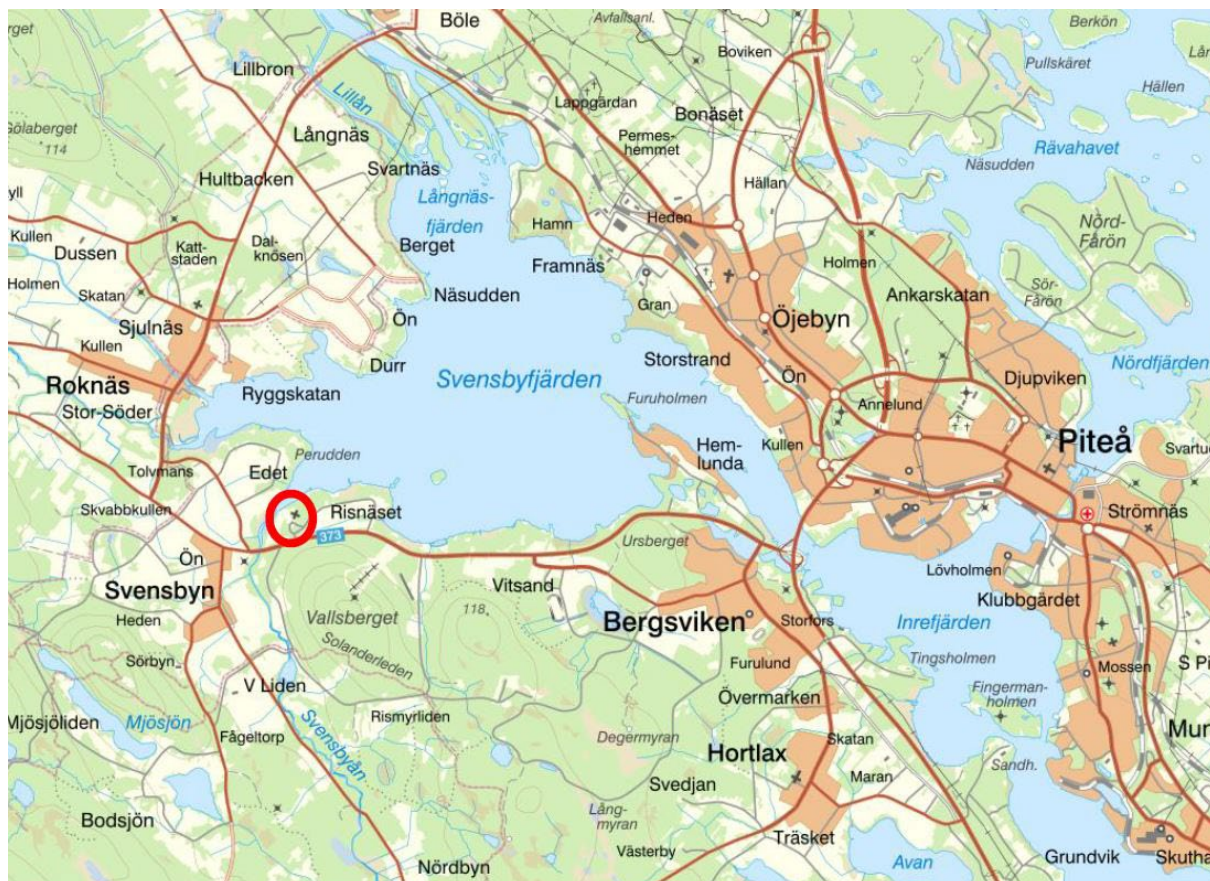 Böle
Avfallsanl.
Berkön
Boviken
Pullskäret
Lillbron
Lillån
Lappgärdan
Bonäset
Hällen
Gölaberget
114
Långnäs
Permes-
hemmet
Rävahavet
Svartnäs
Näsudden
Hultbacken
Långnäs-
fjärden
Hällan
Kullen
Dussen
Katt-
staden
Dal-
knösen
Berget
Hamn
Heden
Nörd-
Fårön
Framnäs
Holmen
Holmen
Skatan
Näsudden
Gran
Ankarskatan
Sör-
Fårön
Sjulnäs
Ön
Öjebyn
Kullen
Durr
Storstrand
Nördfjärden
Roknäs
Ryggskatan
Svensbyfjärden
Ön
Djupviken
Stor-Söder
Furuholmen
Annelund
Hem-
lunda
Kullen
Piteå
Tolvmans
Edet
Perudden
Skvabbkullen
Risnäset
Strömnäs
373
Ursberget
Ön
Lövholmen
Svensbyn
Vitsand
Klubbgärdet
Vallsberget
118
Bergsviken
Storfors
Inrefjärden
Heden
Solanderleden
Sörbyn
Furulund
Tingsholmen
Mossen
V Liden
Övermarken
Fingerman-
holmen
Mjösjöliden
Mjösjön
Svensbyån
Rismyrliden
Fågeltorp
Degermyran
Hortlax
Skatan
Sandh.
Svedjan
Maran
Bodsjön
Lång-
myran
Träsket
Västerby
Nördbyn
Avan
Grundvik